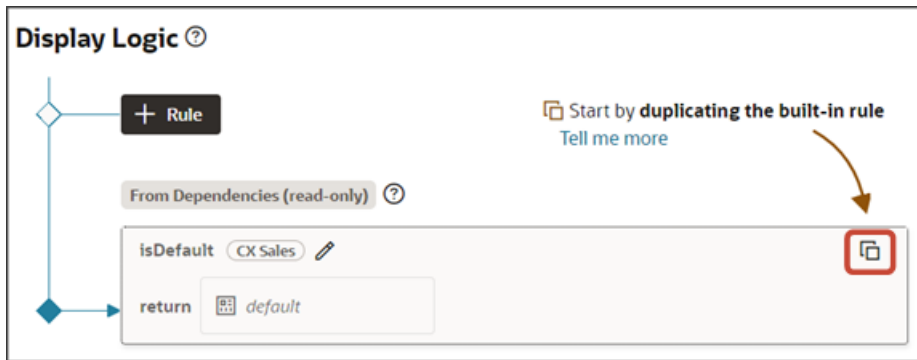 Display Logic
+ Rule
Start by duplicating the built-in rule
Tell me more
From Dependencies (read-only)
isDefault CX Sales
return default